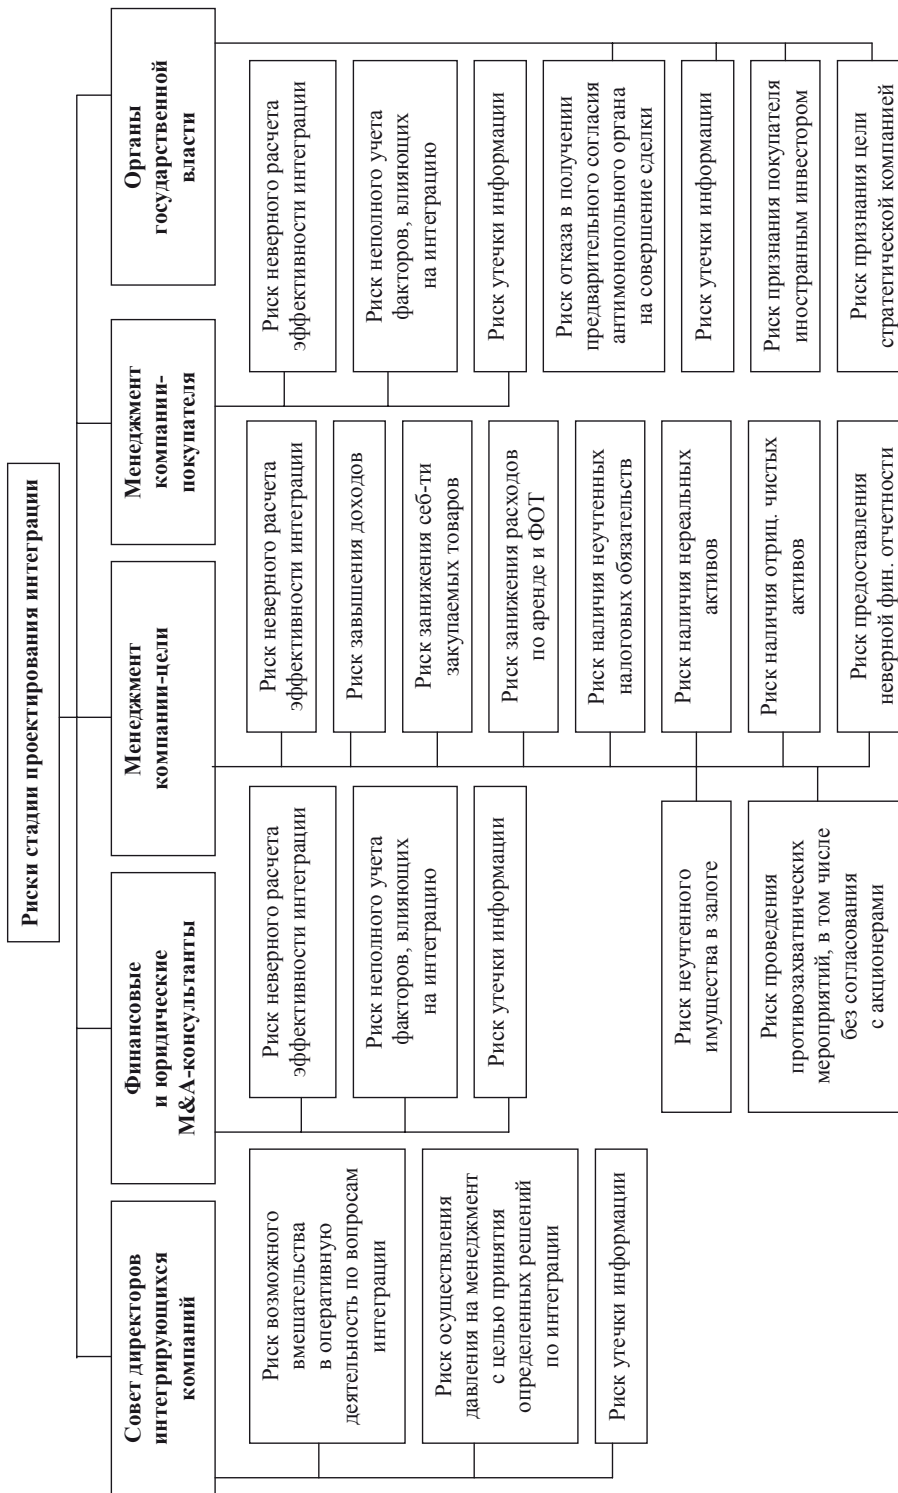 Риски стадии проектирования интеграции
Совет директоров
интегрирующихся
компаний
Риск возможного
вмешательства
в оперативную
деятельность по вопросам
интеграции
Риск осуществления
давления на менеджмент
с целью принятия
определенных решений
по интеграции
Риск утечки информации
Финансовые
и юридические
M&A-консультанты
Риск неверного расчета
эффективности интеграции
Риск неполного учета
факторов, влияющих
на интеграцию
Риск утечки информации
Менеджмент
компании-цели
Риск неверного расчета
эффективности интеграции
Риск завышения доходов
Риск занижения себ-ти
закупаемых товаров
Риск занижения расходов
по аренде и ФОТ
Риск наличия неучтенных
налоговых обязательств
Риск наличия нереальных
активов
Риск наличия отриц. чистых
активов
Риск предоставления
неверной фин. отчетности
Риск неучтенного
имущества в залоге
Риск проведения
противозахватнических
мероприятий, в том числе
без согласования
с акционерами
Менеджмент
компании-
покупателя
Риск неверного расчета
эффективности интеграции
Риск неполного учета
факторов, влияющих
на интеграцию
Риск утечки информации
Органы
государственной
власти
Риск отказа в получении
предварительного согласия
антимонопольного органа
на совершение сделки
Риск утечки информации
Риск признания покупателя
иностранным инвестором
Риск признания цели
стратегической компанией